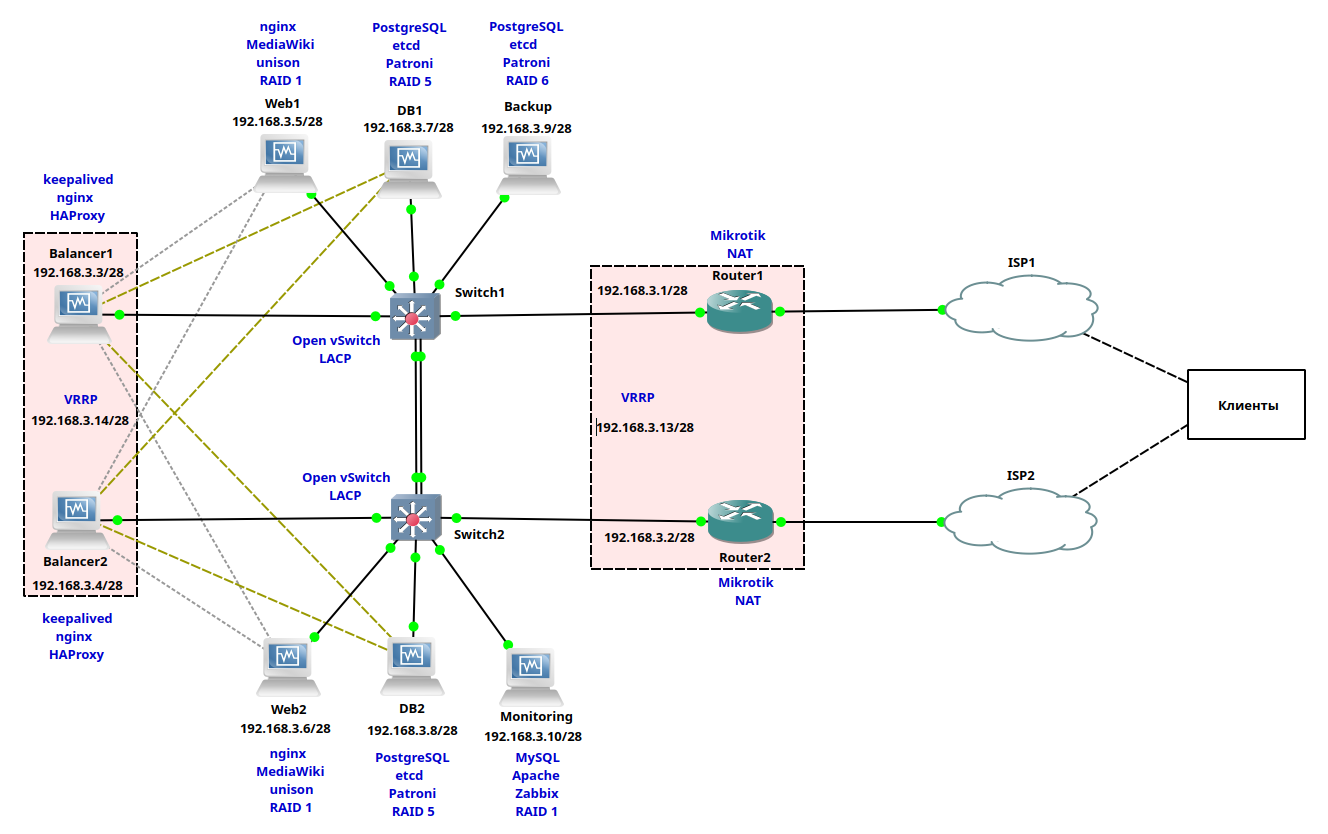 nginx
MediaWiki
unison
RAID 1
Web1
192.168.3.5/28
PostgreSQL
etcd
Patroni
RAID 5
DB1
192.168.3.7/28
PostgreSQL
etcd
Patroni
RAID 6
Backup
192.168.3.9/28
keepalived
nginx
HAProxy
Balancer1
192.168.3.3/28
VRRP
192.168.3.14/28
Balancer2
192.168.3.4/28
keepalived
nginx
HAProxy
Switch1
Open vSwitch
LACP
Open vSwitch
LACP
Switch2
Mikrotik
NAT
Router1
192.168.3.1/28
VRRP
192.168.3.13/28
192.168.3.2/28
Router2
Mikrotik
NAT
ISP1
Клиенты
ISP2
Web2
192.168.3.6/28
nginx
MediaWiki
unison
RAID 1
DB2
192.168.3.8/28
PostgreSQL
etcd
Patroni
RAID 5
Monitoring
192.168.3.10/28
MySQL
Apache
Zabbix
RAID 1